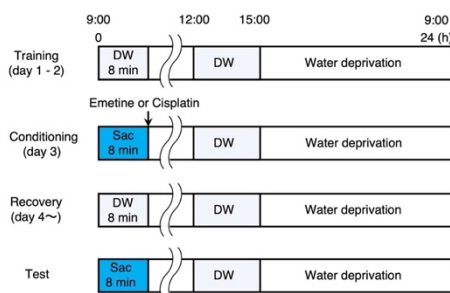 9:00 12:00 15:00 9:00
0 24 (h)
Training
(day 1 - 2)
DW
8 min
DW
Water deprivation
Emetine or Cisplatin
Conditioning
(day 3)
Sac
8 min
DW
Water deprivation
Recovery
(day 4〜)
DW
8 min
DW
Water deprivation
Test
Sac
8 min
DW
Water deprivation